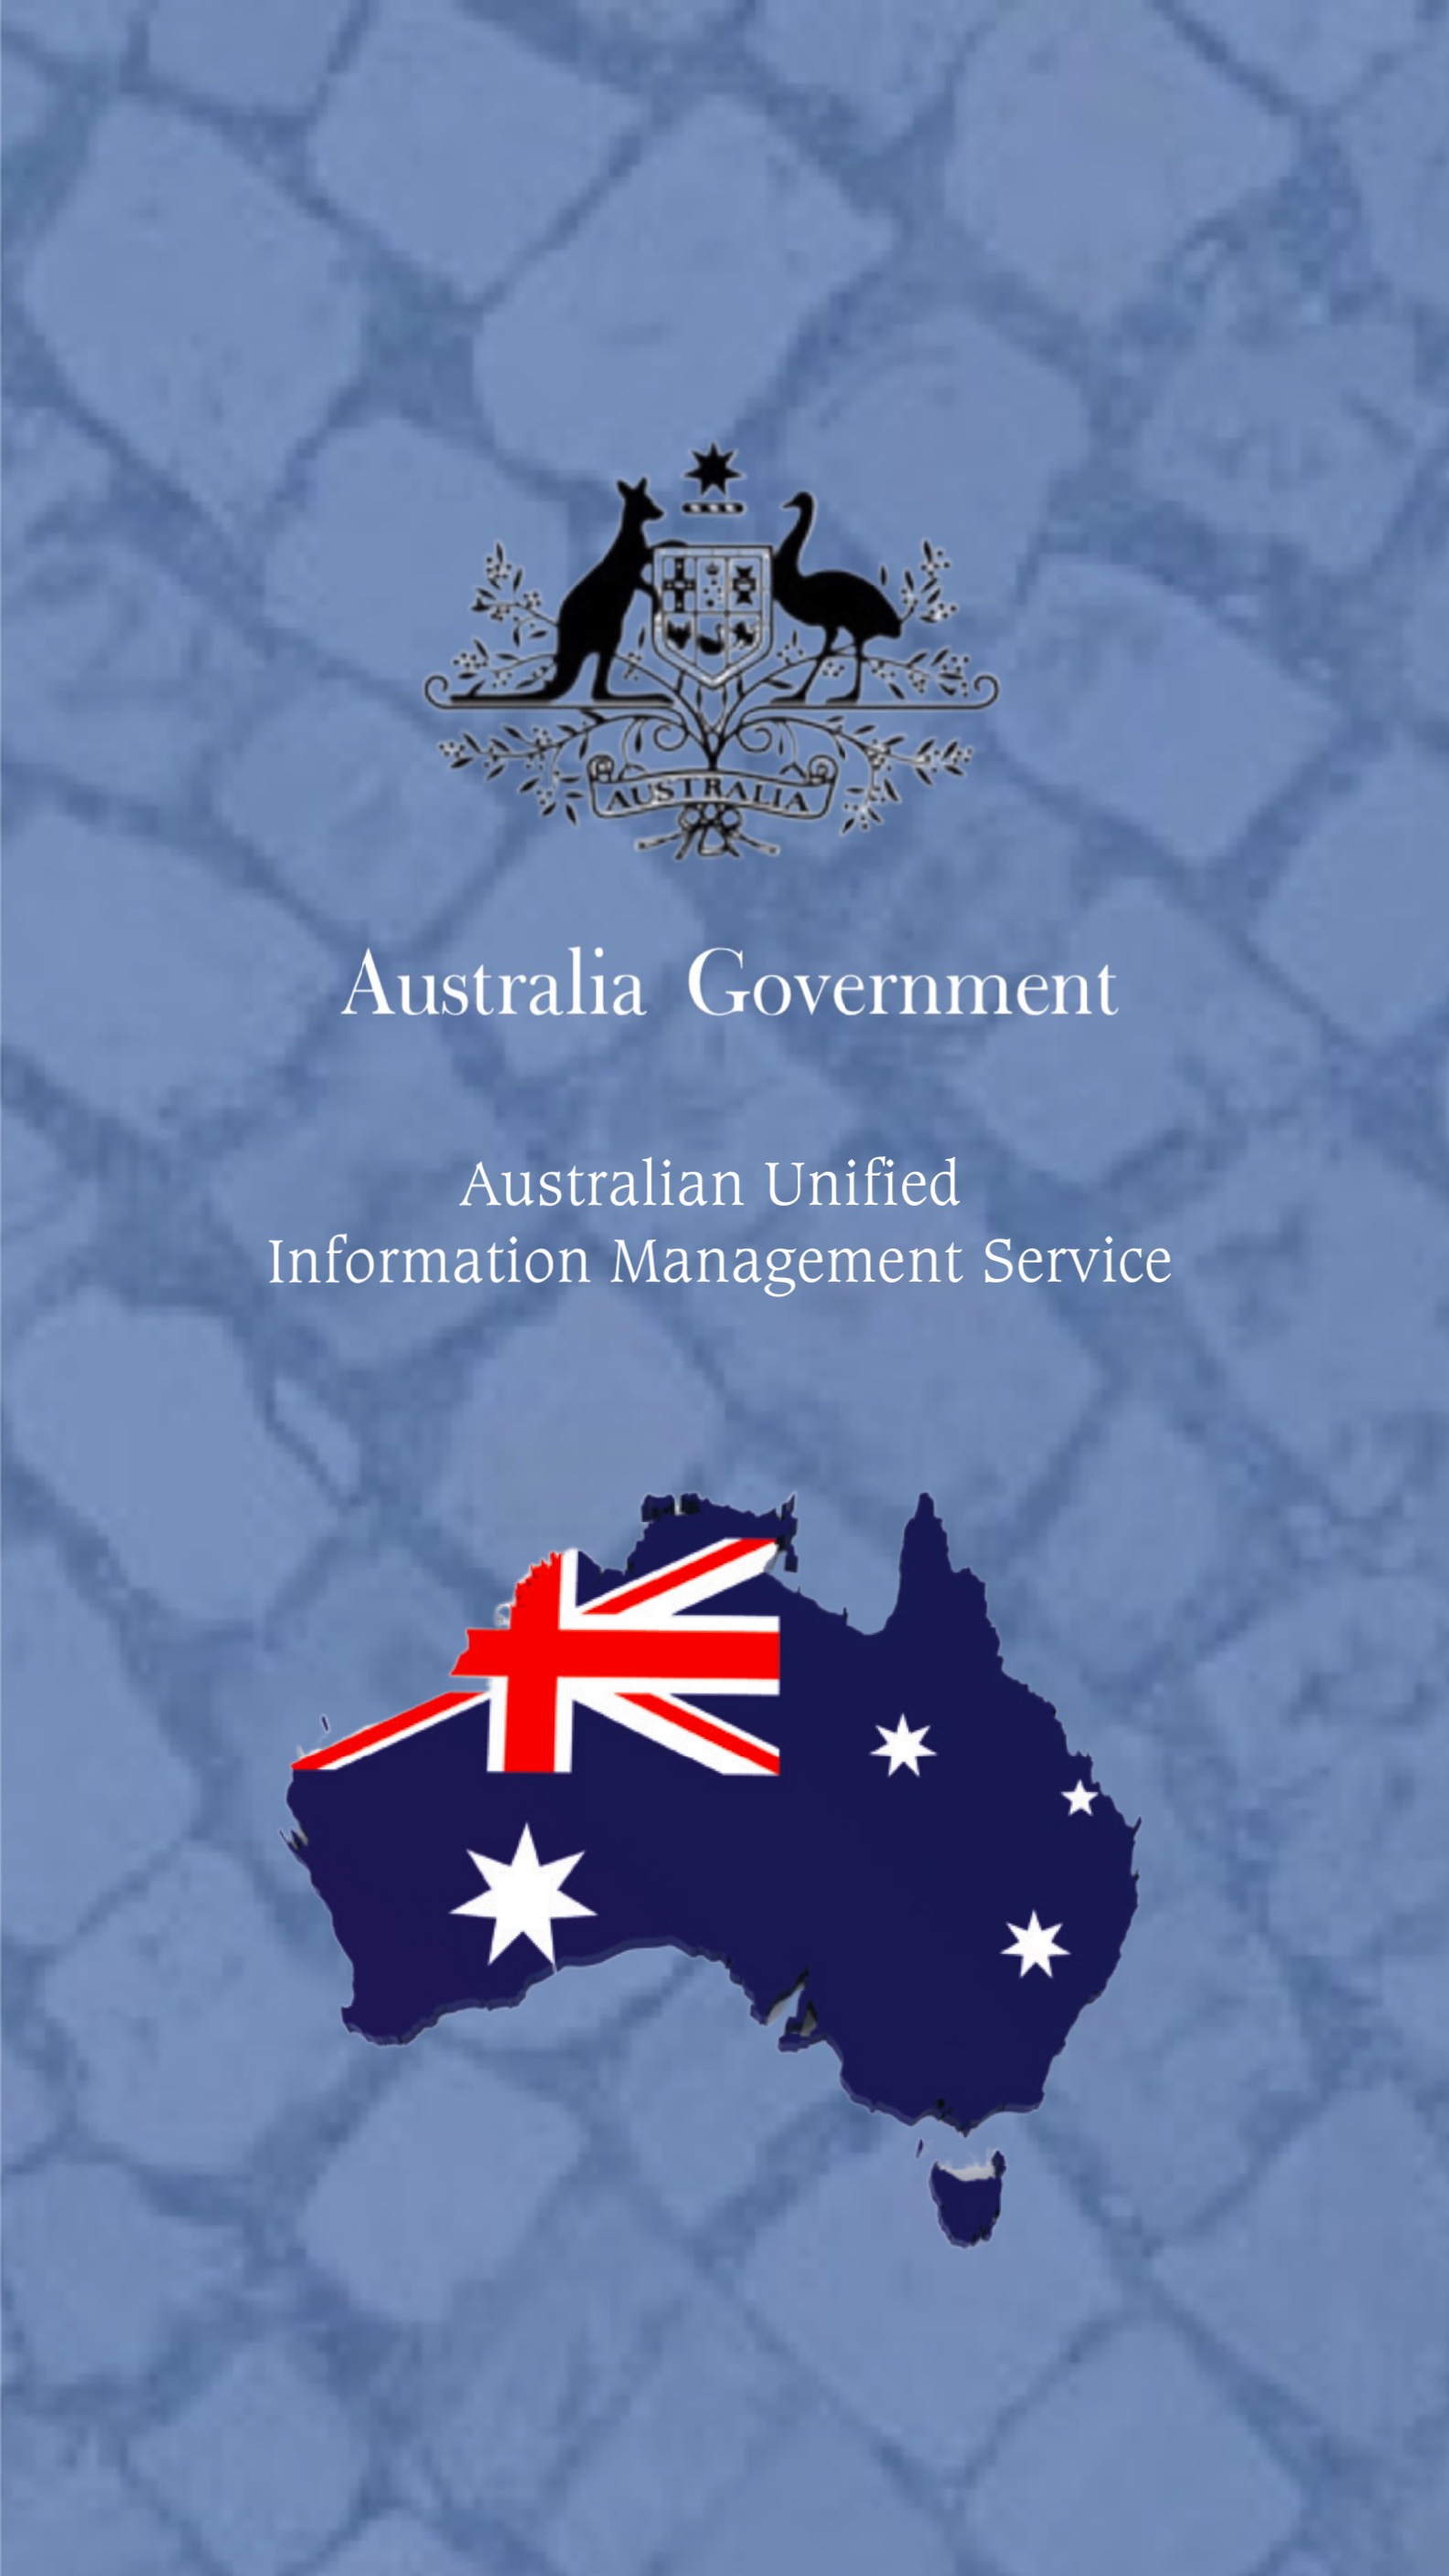 AUSTRALIA
Australia Government
Australian Unified
Information Management Service